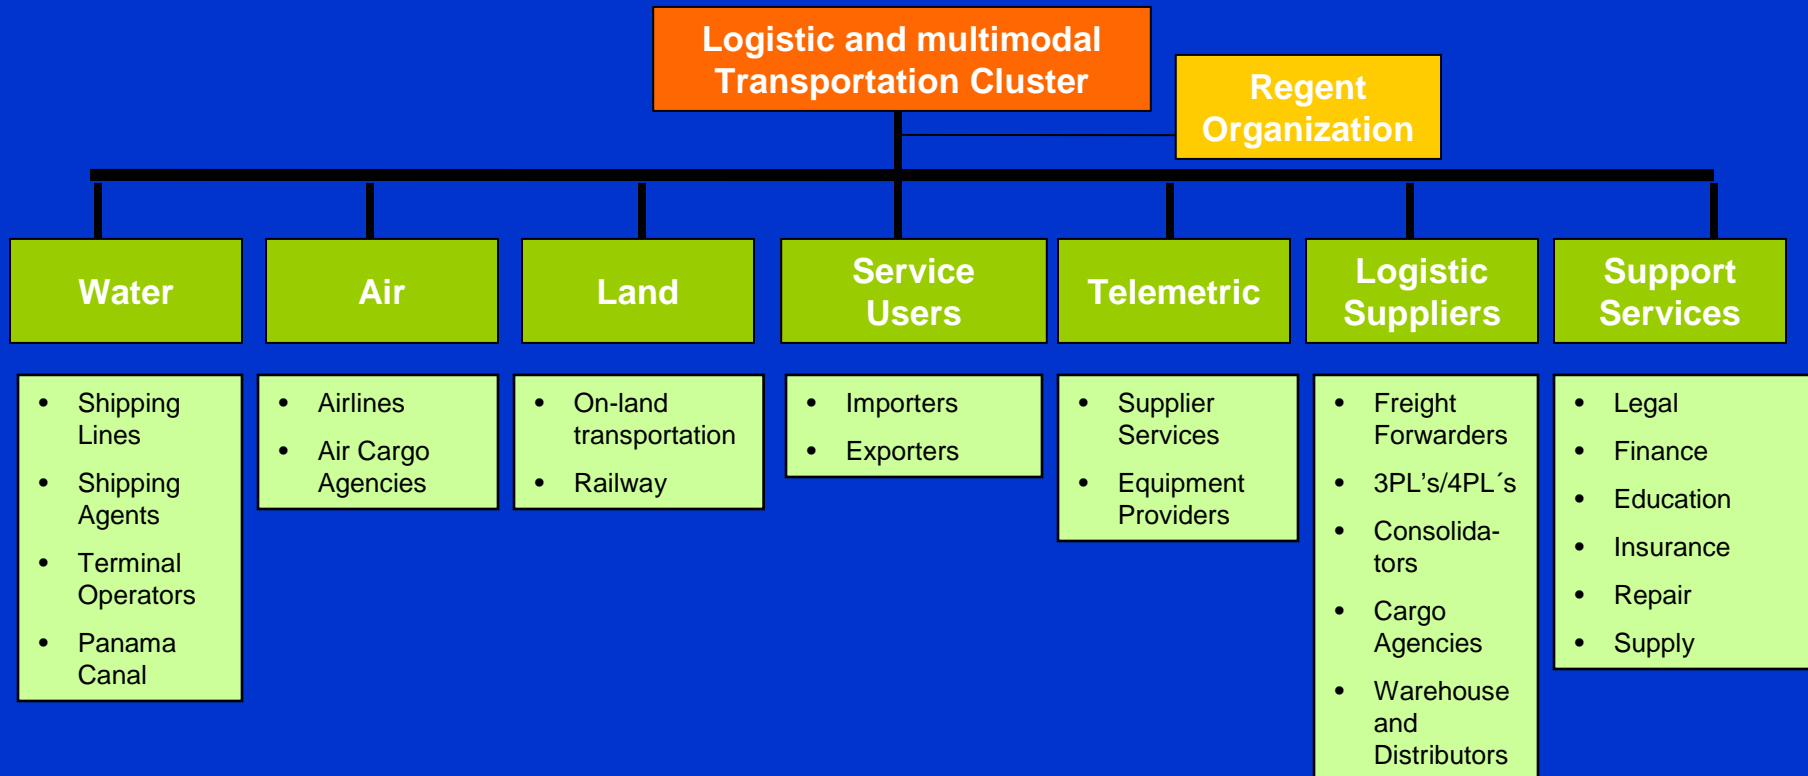 Logistic and multimodal
Transportation Cluster
Regent
Organization
Water
Air
Land
Service
Users
Telemetric
Logistic
Suppliers
Support
Services
• Shipping
Lines
• Shipping
Agents
• Terminal
Operators
• Panama
Canal
• Airlines
• Air Cargo
Agencies
• On-land
transportation
• Railway
• Importers
• Exporters
• Supplier
Services
• Equipment
Providers
• Freight
Forwarders
• 3PL’s/4PL´s
• Consolida-
tors
• Cargo
Agencies
• Warehouse
and
Distributors
• Legal
• Finance
• Education
• Insurance
• Repair
• Supply